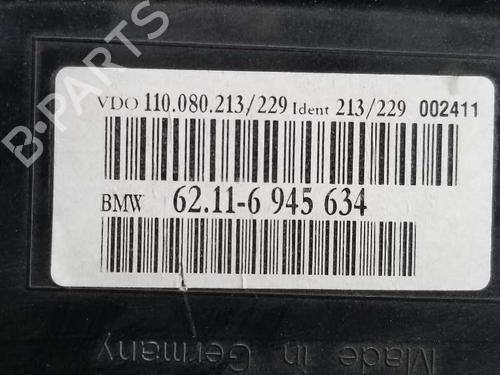 B-PARTS
VDO 110.080.213/229 Ident 213/229 002411
BMW 62.11-6 945 634
Made in Germany